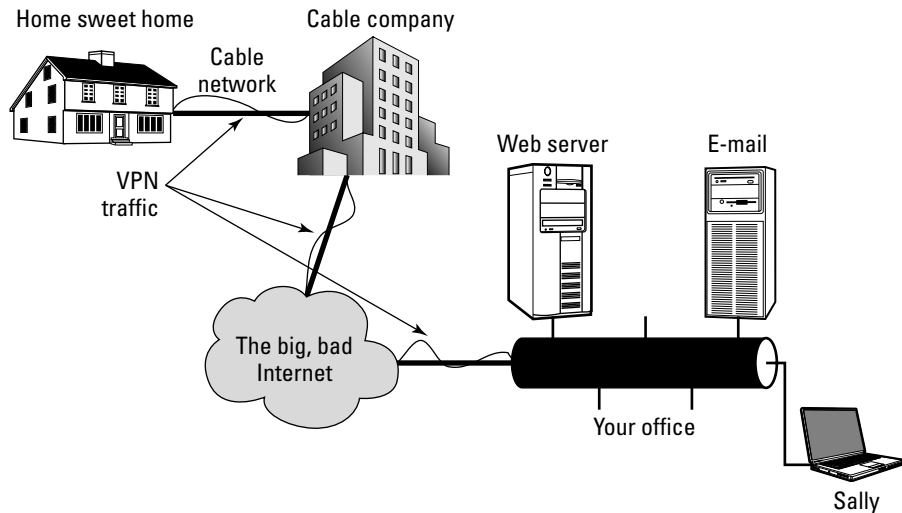 Home sweet home
Cable company
Cable
network
Web server
E-mail
VPN
traffic
The big, bad
Internet
Your office
Sally